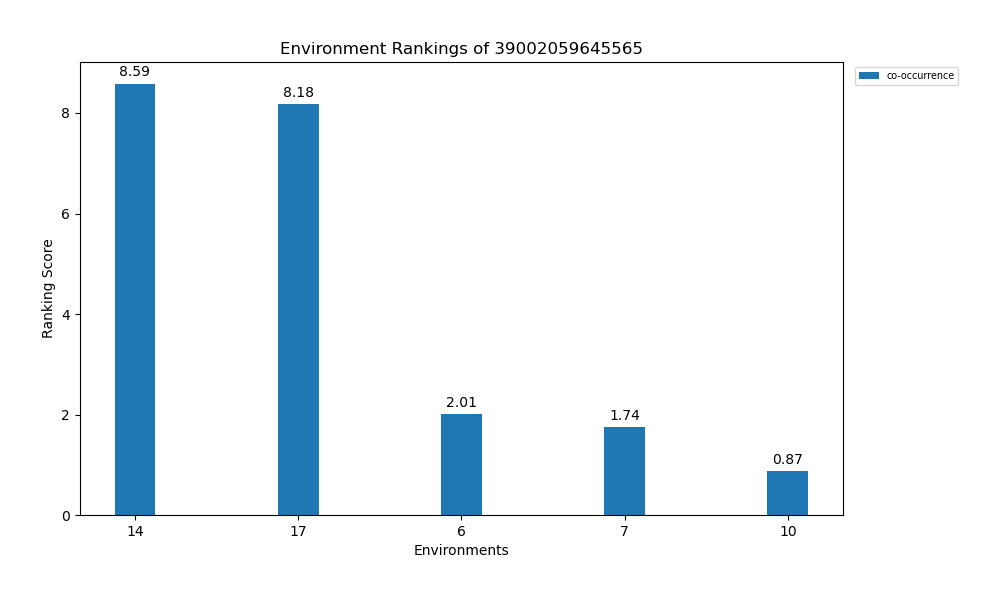 Environment Rankings of 39002059645565
8.59
8.18
2.01
1.74
0.87
co-occurrence
8
6
4
2
0
Ranking Score
14 17 6 7 10
Environments